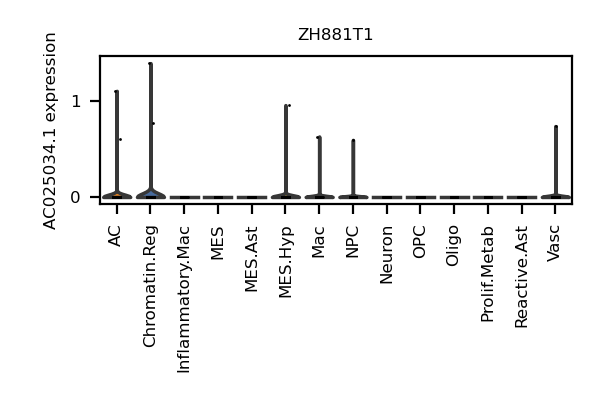 ZH881T1
AC025034.1 expression
1
0
AC
Chromatin.Reg
Inflammatory.Mac
MES
MES.Ast
MES.Hyp
Mac
NPC
Neuron
OPC
Oligo
Prolif.Metab
Reactive.Ast
Vasc